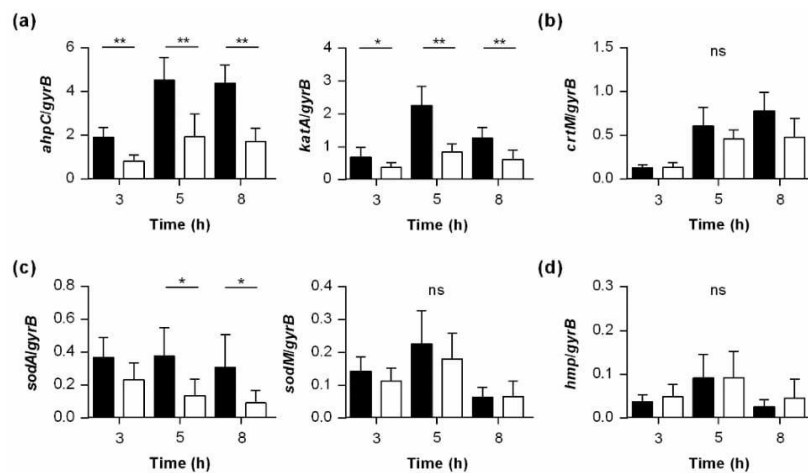 (a)
** ** **
6
4
2
0
ahpC/gyrB
3 5 8
Time (h)
* ** **
4
3
2
1
0
katA/gyrB
3 5 8
Time (h)
(b)
ns
1.5
1.0
0.5
0.0
crtM/gyrB
3 5 8
Time (h)
(c)
* *
0.8
0.6
0.4
0.2
0.0
sodA/gyrB
3 5 8
Time (h)
ns
0.4
0.3
0.2
0.1
0.0
sodM/gyrB
3 5 8
Time (h)
(d)
ns
0.3
0.2
0.1
0.0
hmp/gyrB
3 5 8
Time (h)